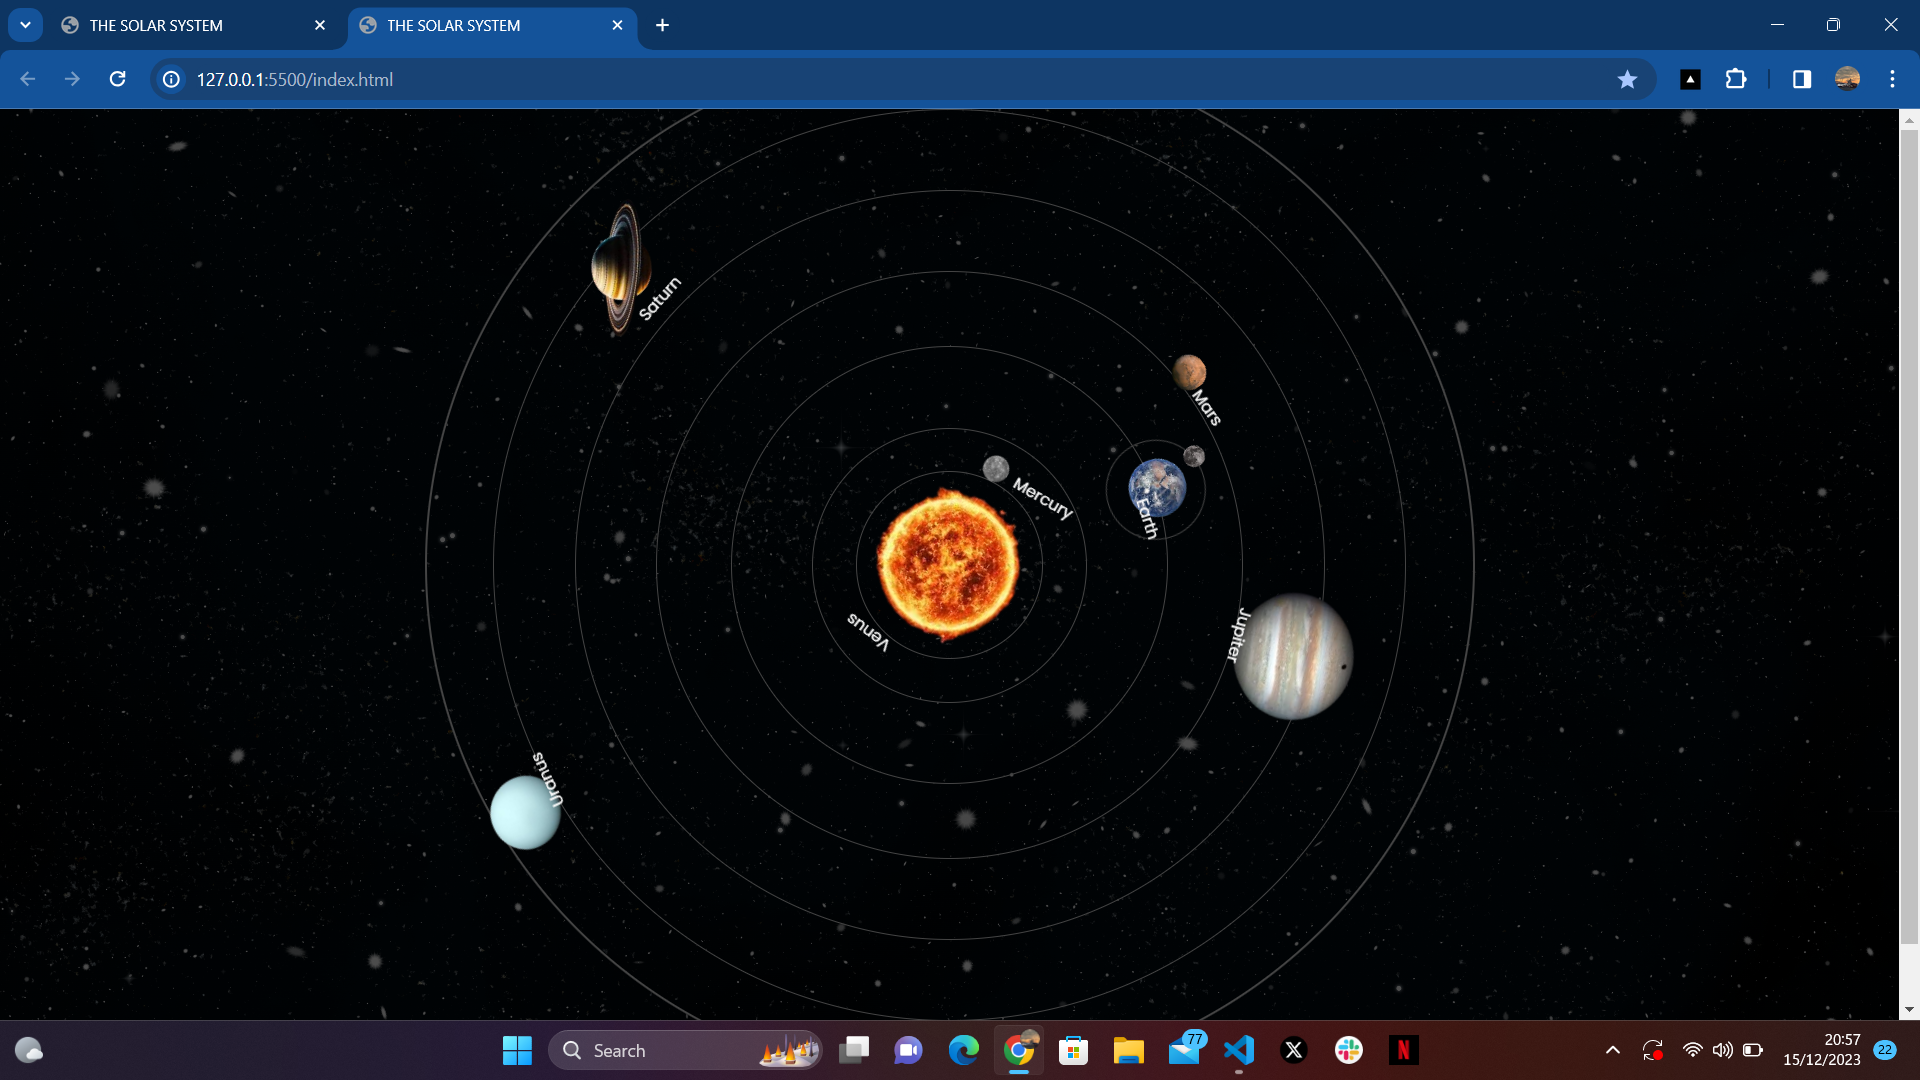 THE SOLAR SYSTEM
THE SOLAR SYSTEM
127.0.0.1:5500/index.html
Saturn
Mars
Mercury
Earth
Venus
Jupiter
Uranus
Search
77
20:57
15/12/2023
22